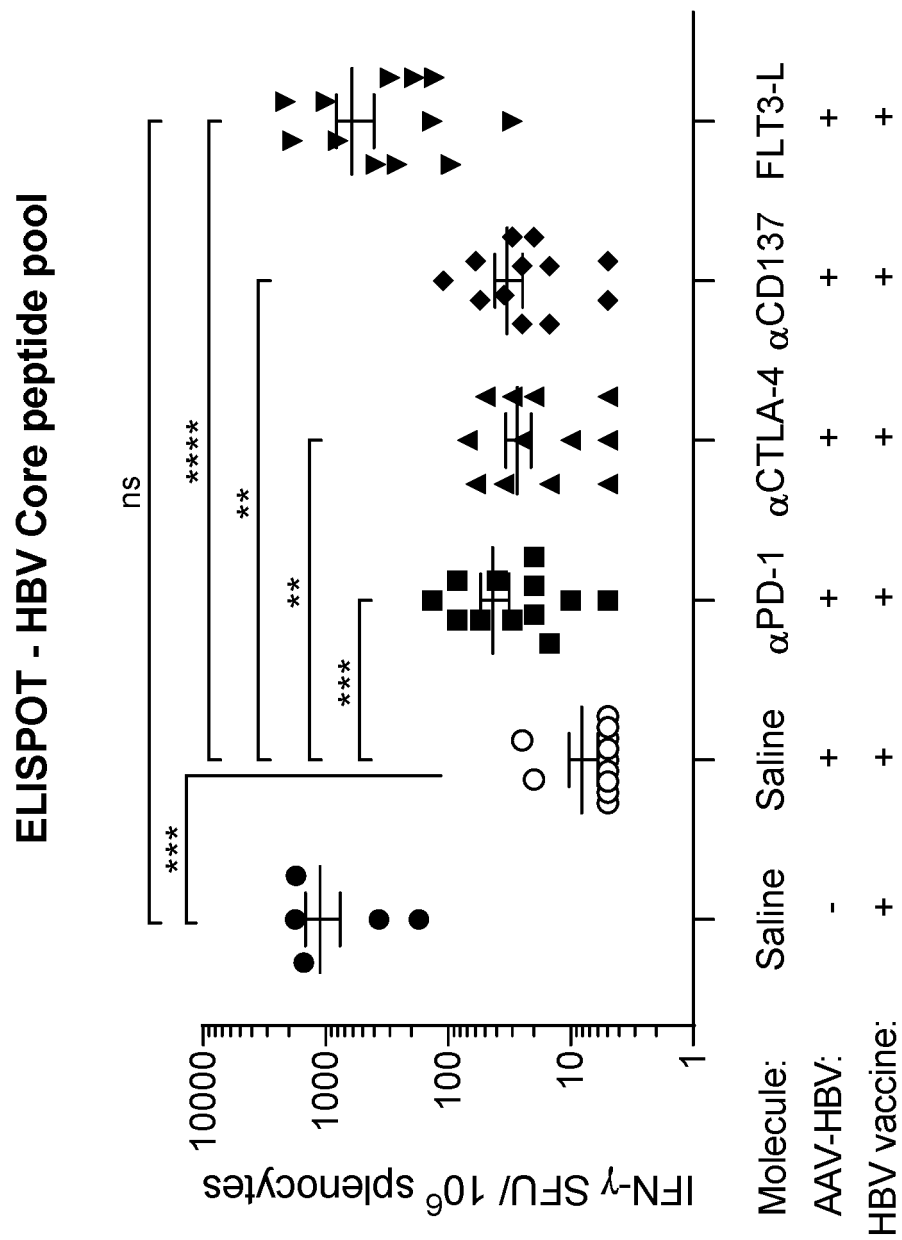 ELISPOT - HBV Core peptide pool
ns
****
**
**
***
***
IFN-γ SFU/ 10⁶ splenocytes
10000
1000
100
10
1
Molecule: Saline Saline αPD-1 αCTLA-4 αCD137 FLT3-L
AAV-HBV: - + + + + +
HBV vaccine: + + + + + +